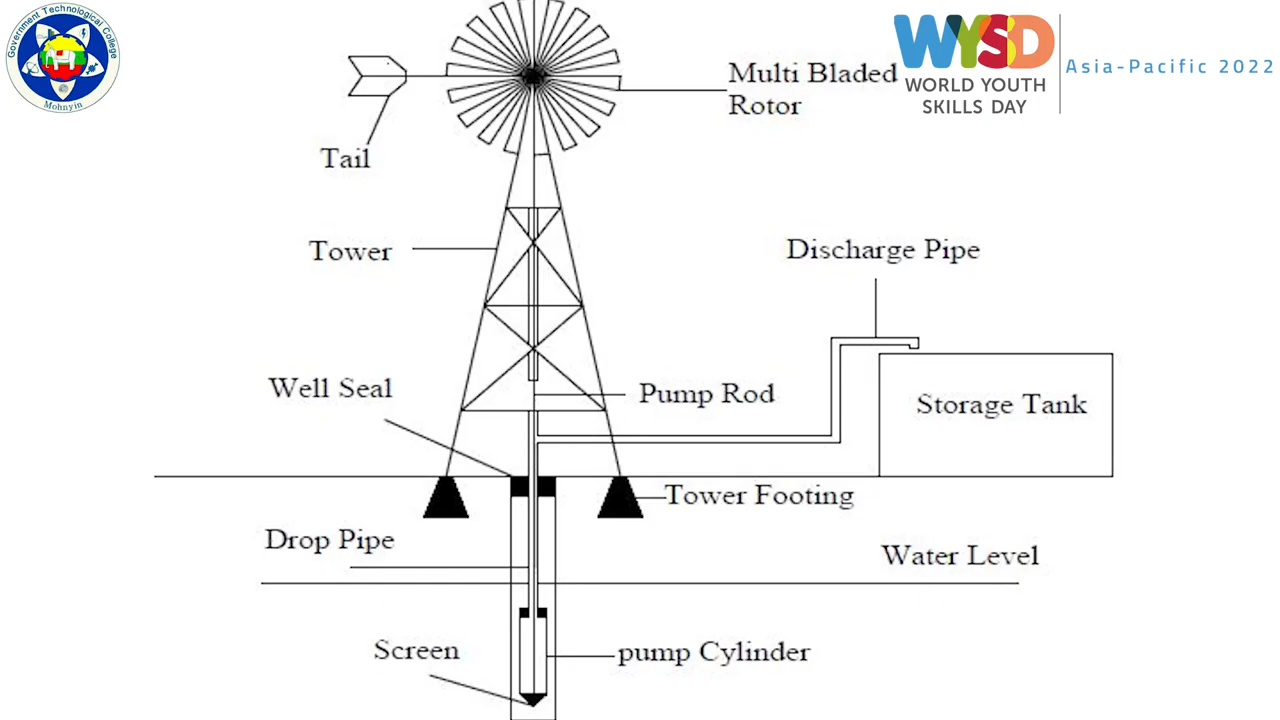 Government Technological College
Mohnyin
WYSD
WORLD YOUTH
SKILLS DAY
Asia-Pacific 2022
Multi Bladed
Rotor
Tail
Tower
Discharge Pipe
Well Seal
Pump Rod
Storage Tank
Tower Footing
Drop Pipe
Water Level
Screen
pump Cylinder